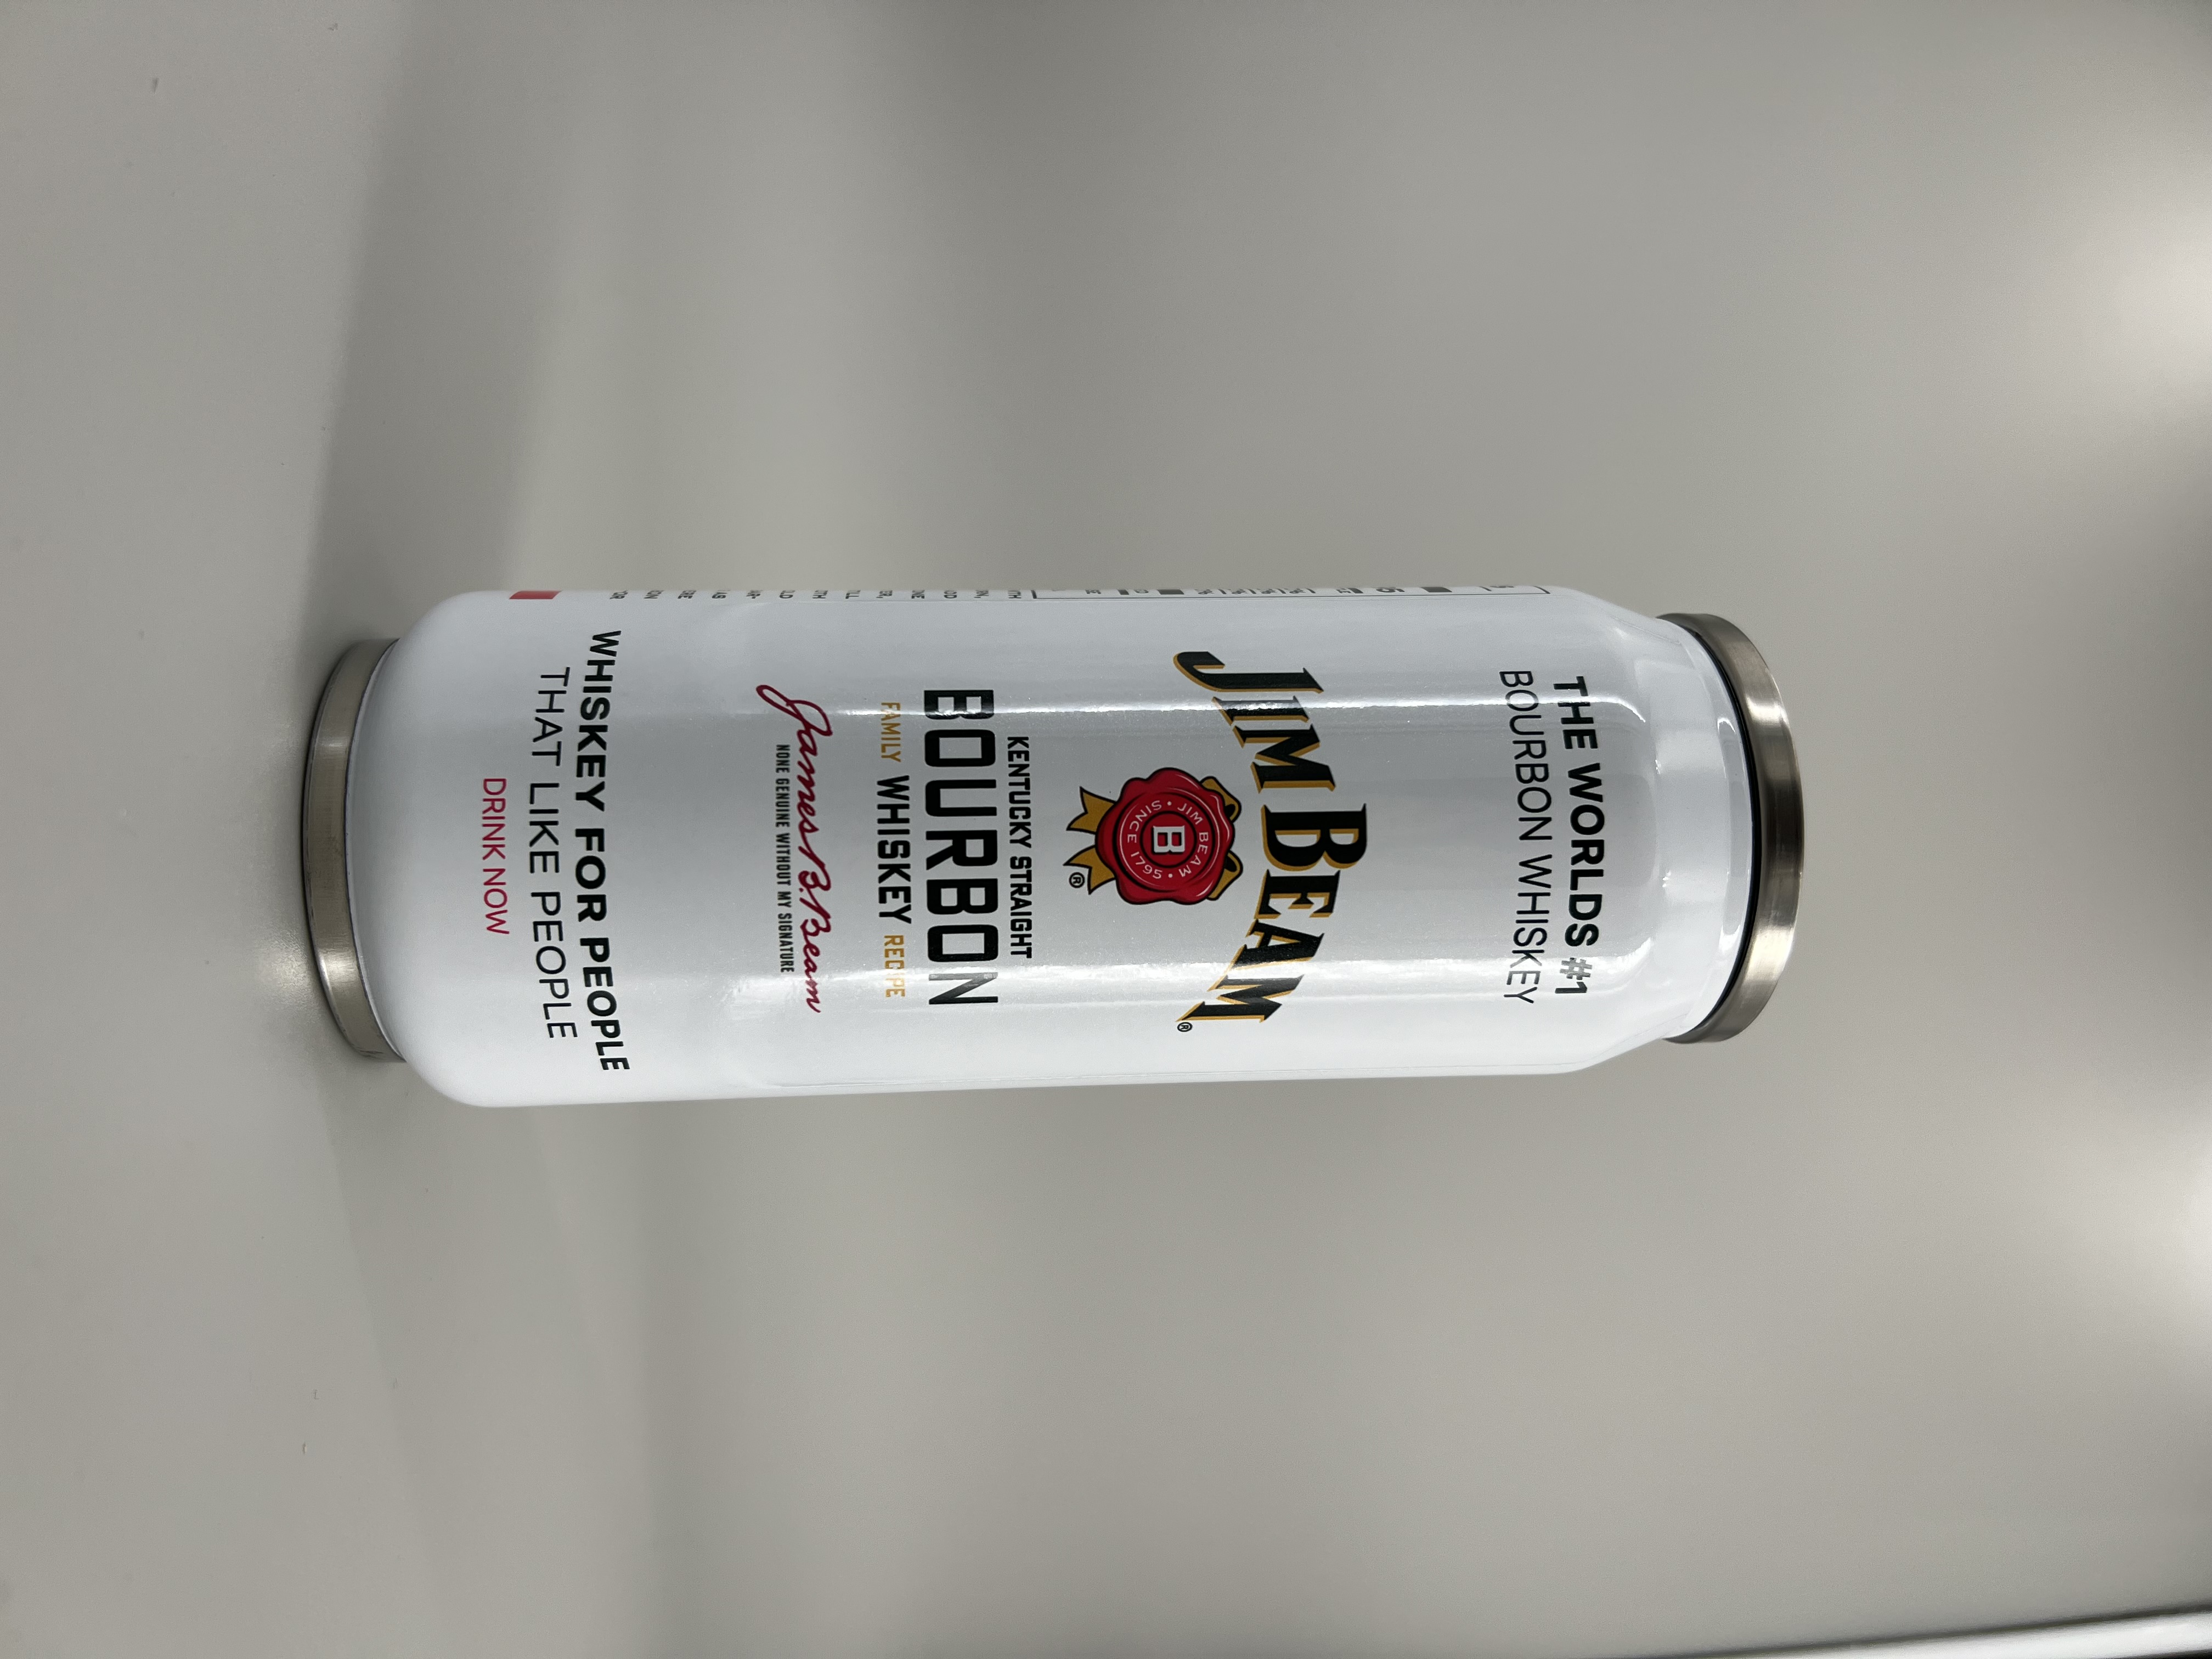 THE WORLDS #1
BOURBON WHISKEY
JIM BEAM®
JIM BEAM • SINCE 1795 •
B
®
KENTUCKY STRAIGHT
BOURBON
FAMILY WHISKEY RECIPE
James B. Beam
NONE GENUINE WITHOUT MY SIGNATURE
WHISKEY FOR PEOPLE
THAT LIKE PEOPLE
DRINK NOW